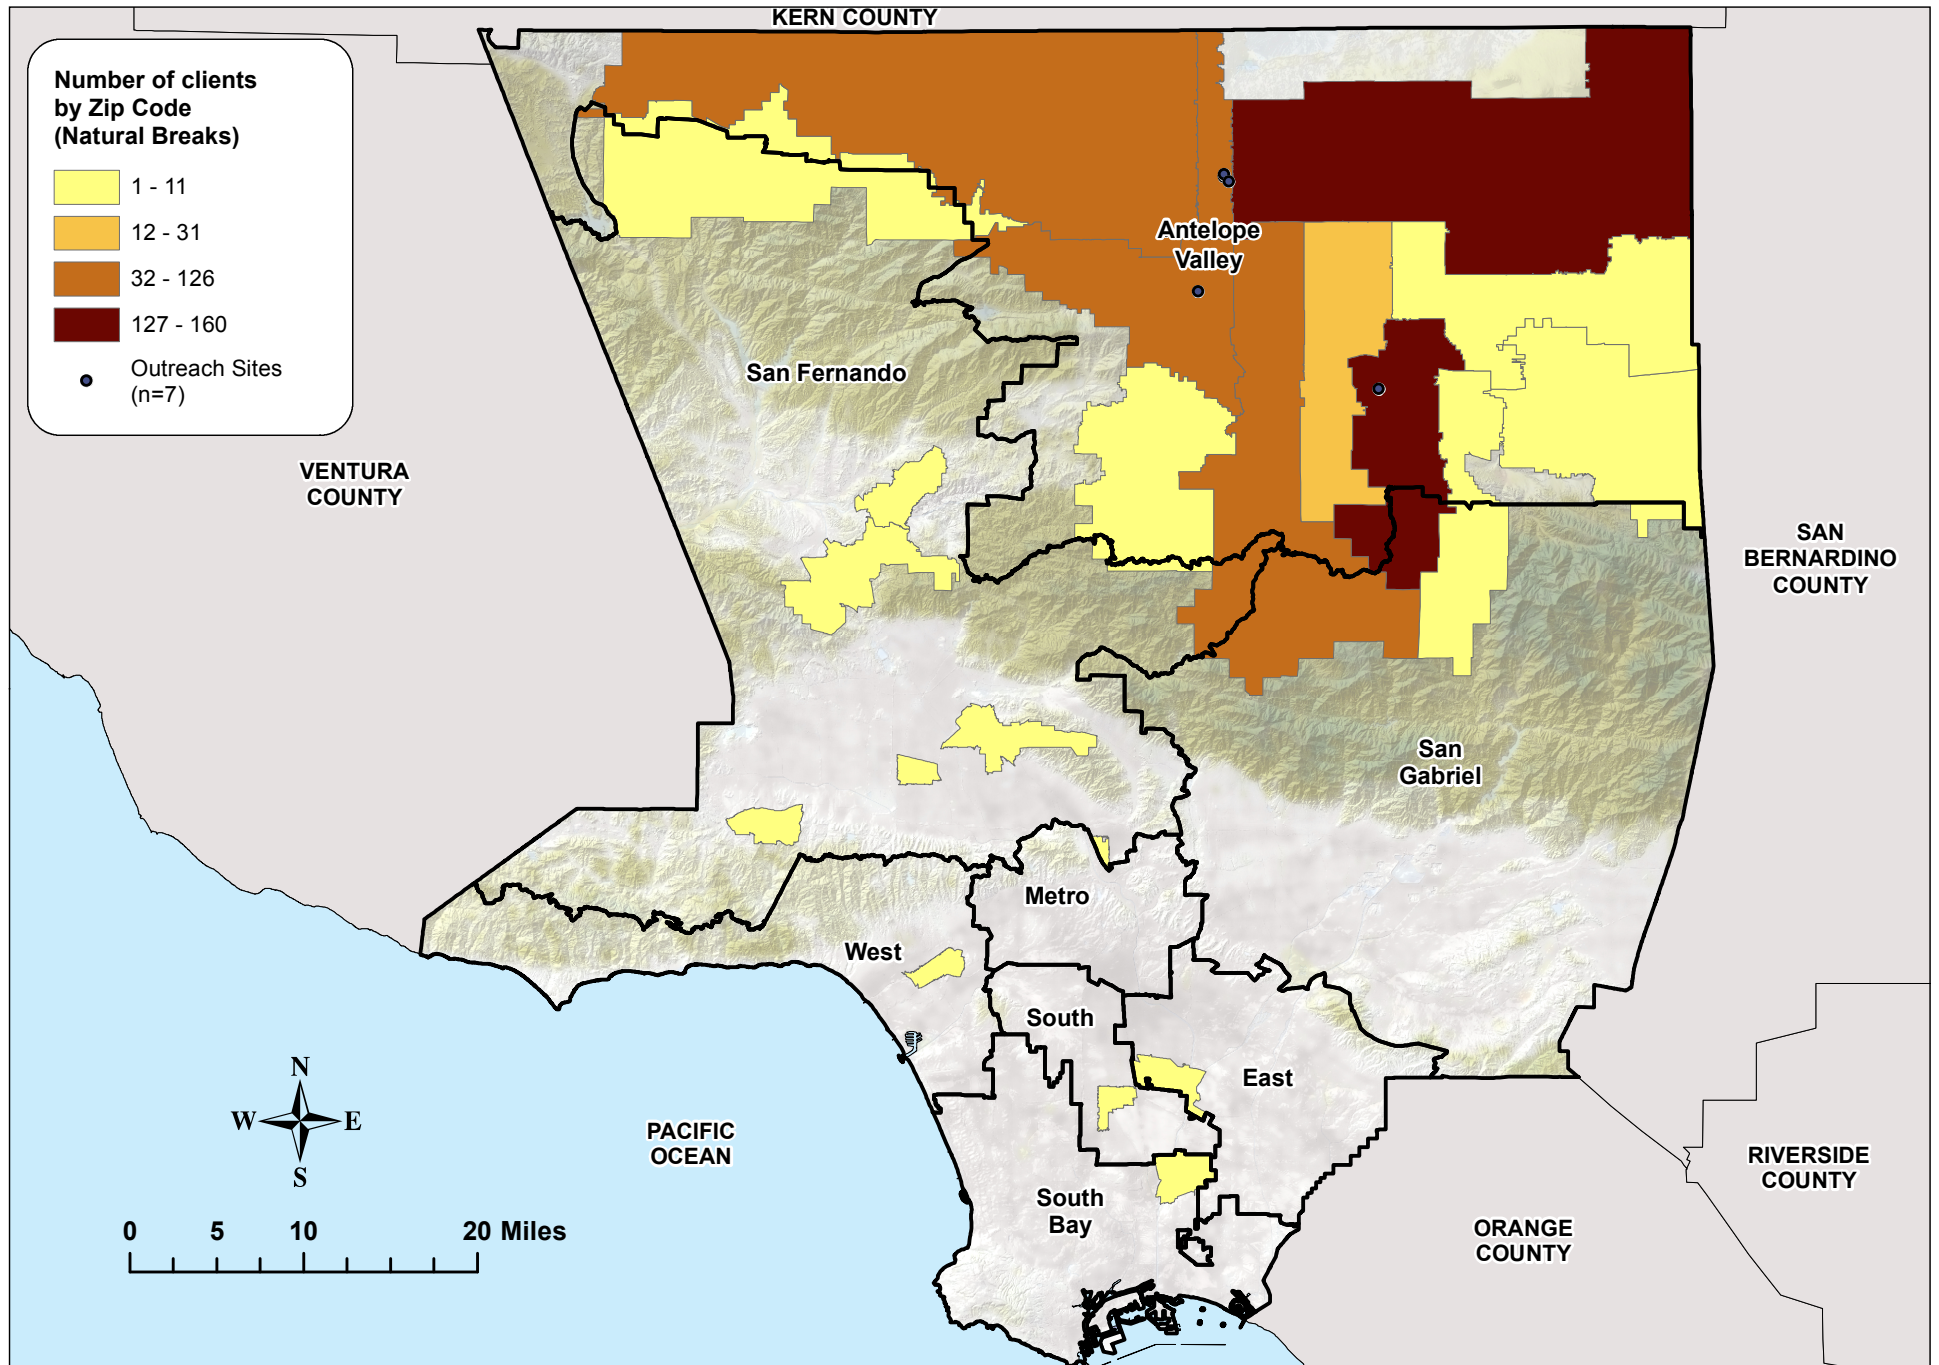 KERN COUNTY
Number of clients
by Zip Code
(Natural Breaks)
1 - 11
12 - 31
32 - 126
127 - 160
Outreach Sites
(n=7)
Antelope
Valley
San Fernando
VENTURA
COUNTY
SAN
BERNARDINO
COUNTY
San
Gabriel
Metro
West
South
East
N
W
E
S
PACIFIC
OCEAN
South
Bay
RIVERSIDE
COUNTY
ORANGE
COUNTY
0 5 10 20 Miles